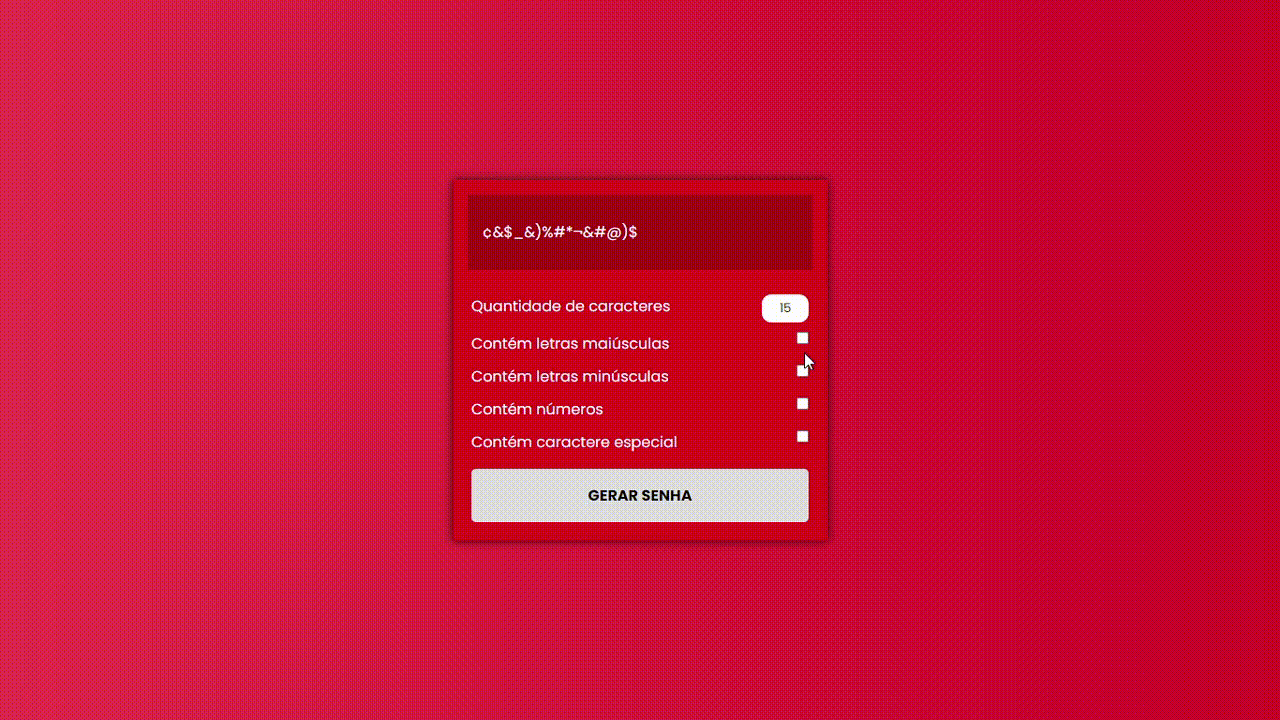 ¢&$_&)%#*¬&#@)$
Quantidade de caracteres 15
Contém letras maiúsculas
Contém letras minúsculas
Contém números
Contém caractere especial
GERAR SENHA